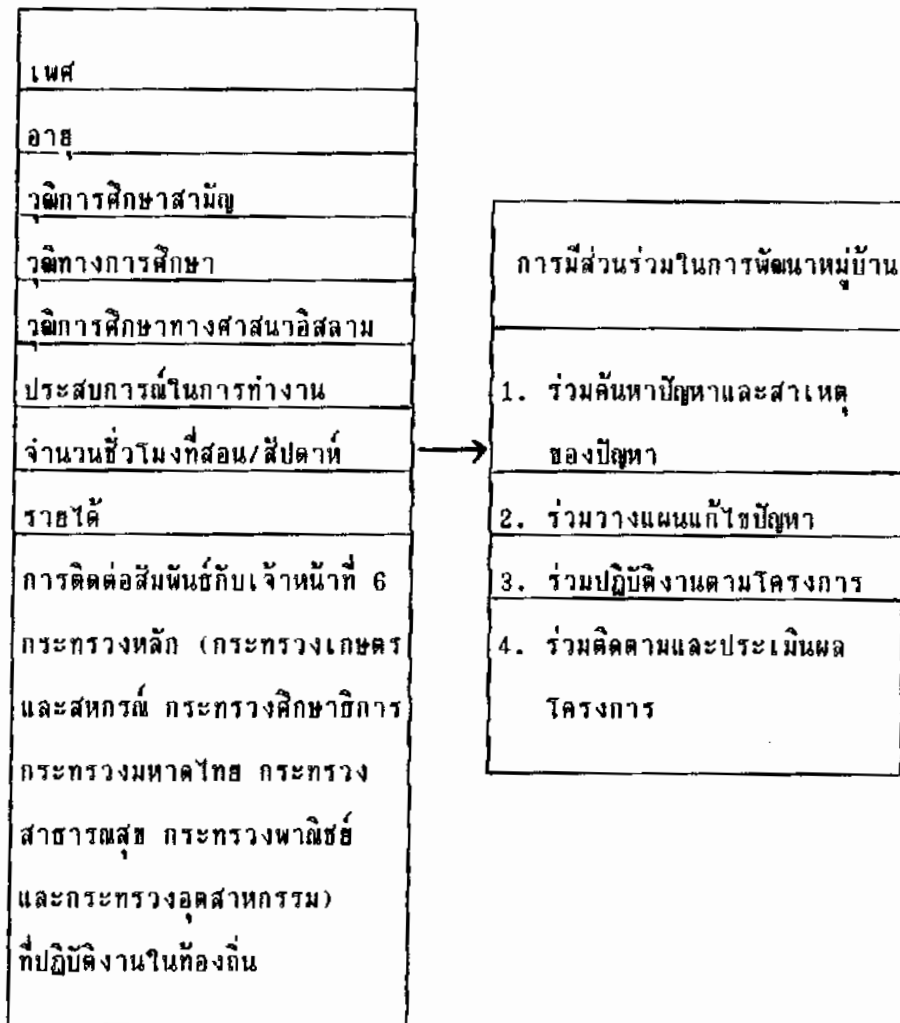 เพศ
อายุ
วุฒิการศึกษาสามัญ
วุฒิทางการศึกษา
วุฒิการศึกษาทางศาสนาอิสลาม
ประสบการณ์ในการทำงาน
จำนวนชั่วโมงที่สอน/สัปดาห์
รายได้
การติดต่อสัมพันธ์กับเจ้าหน้าที่ 6
กระทรวงหลัก (กระทรวงเกษตร
และสหกรณ์ กระทรวงศึกษาธิการ
กระทรวงมหาดไทย กระทรวง
สาธารณสุข กระทรวงพาณิชย์
และกระทรวงอุตสาหกรรม)
ที่ปฏิบัติงานในท้องถิ่น
การมีส่วนร่วมในการพัฒนาหมู่บ้าน
1. ร่วมค้นหาปัญหาและสาเหตุ
ของปัญหา
2. ร่วมวางแผนแก้ไขปัญหา
3. ร่วมปฏิบัติงานตามโครงการ
4. ร่วมติดตามและประเมินผล
โครงการ